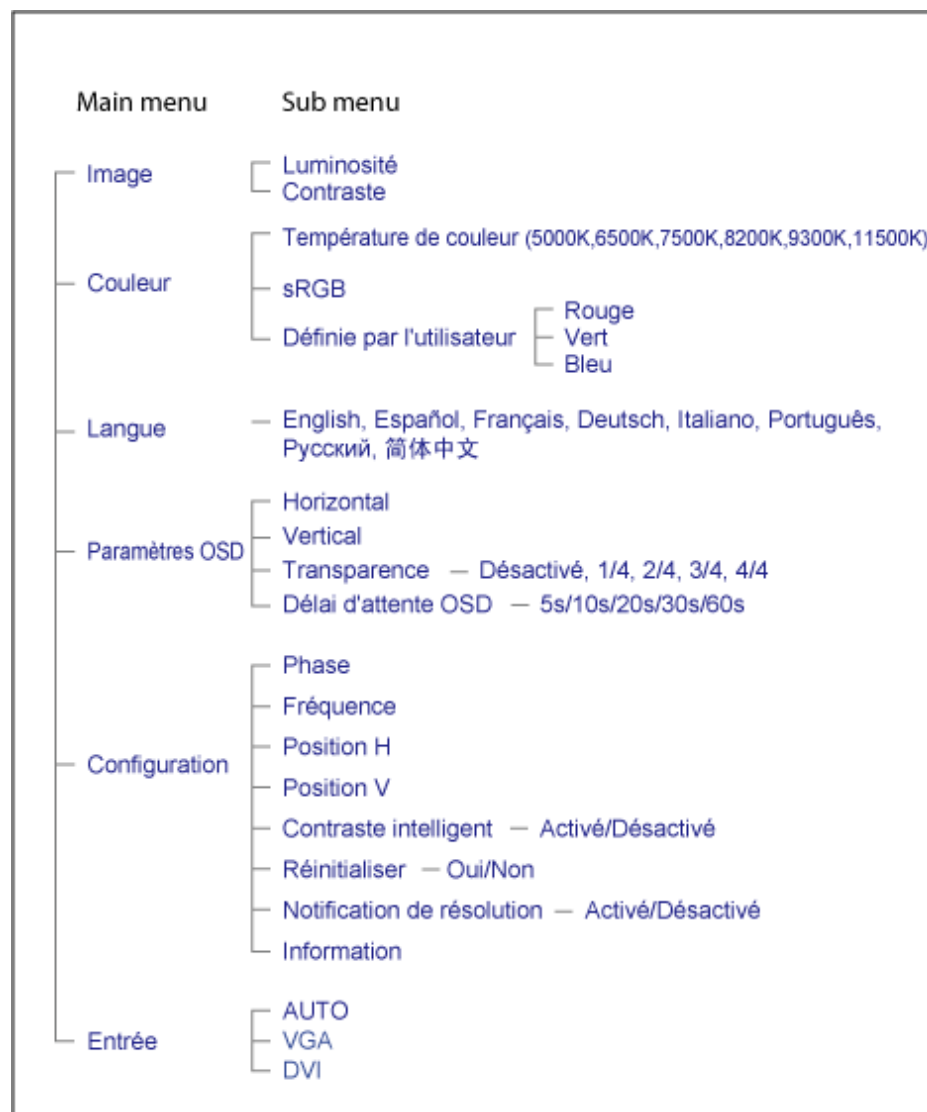 Main menu Sub menu
Image
Luminosité
Contraste
Couleur
Température de couleur (5000K,6500K,7500K,8200K,9300K,11500K)
sRGB
Définie par l'utilisateur
Rouge
Vert
Bleu
Langue
English, Español, Français, Deutsch, Italiano, Português,
Русский, 简体中文
Paramètres OSD
Horizontal
Vertical
Transparence — Désactivé, 1/4, 2/4, 3/4, 4/4
Délai d'attente OSD — 5s/10s/20s/30s/60s
Configuration
Phase
Fréquence
Position H
Position V
Contraste intelligent — Activé/Désactivé
Réinitialiser — Oui/Non
Notification de résolution — Activé/Désactivé
Information
Entrée
AUTO
VGA
DVI